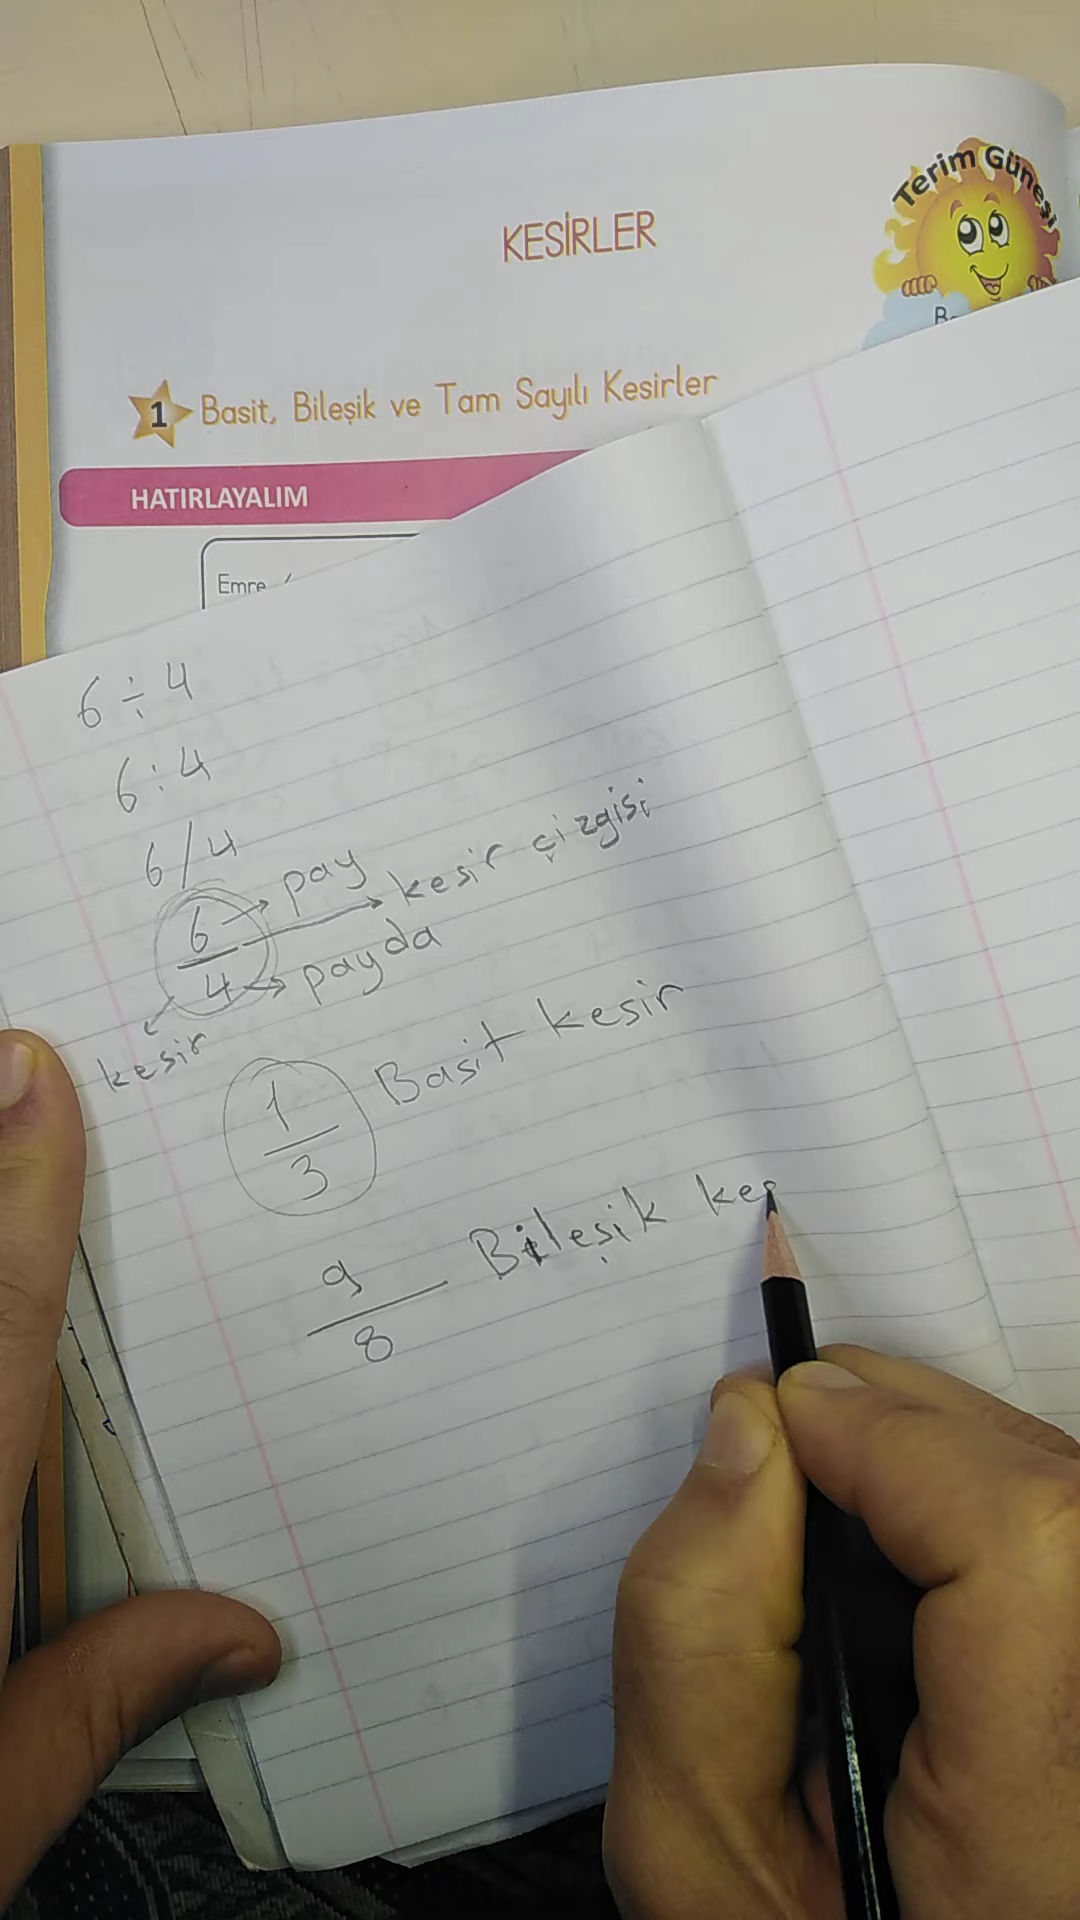 Terim Güneşi
KESİRLER
1 Basit, Bileşik ve Tam Sayılı Kesirler
HATIRLAYALIM
Emre
6 ÷ 4
6 : 4
6 / 4
6 → pay
→ kesir çizgisi
4 → payda
kesir
1
3
Basit kesir
9
8
Bileşik kes